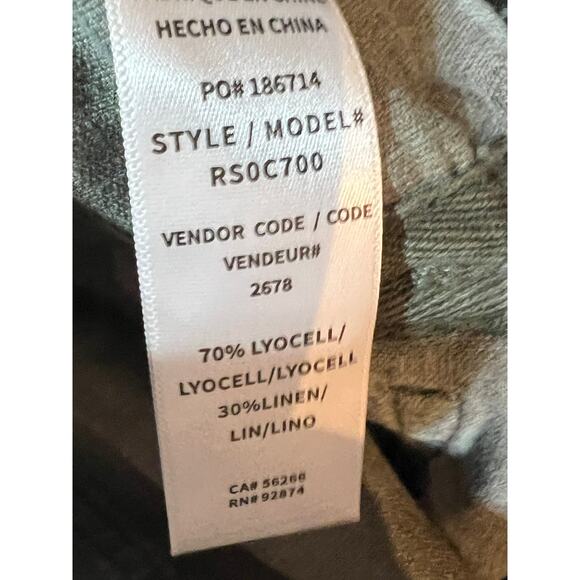 HECHO EN CHINA
PO# 186714
STYLE / MODEL#
RS0C700
VENDOR CODE / CODE
VENDEUR#
2678
70% LYOCELL/
LYOCELL/LYOCELL
30%LINEN/
LIN/LINO
CA# 56266
RN# 92874